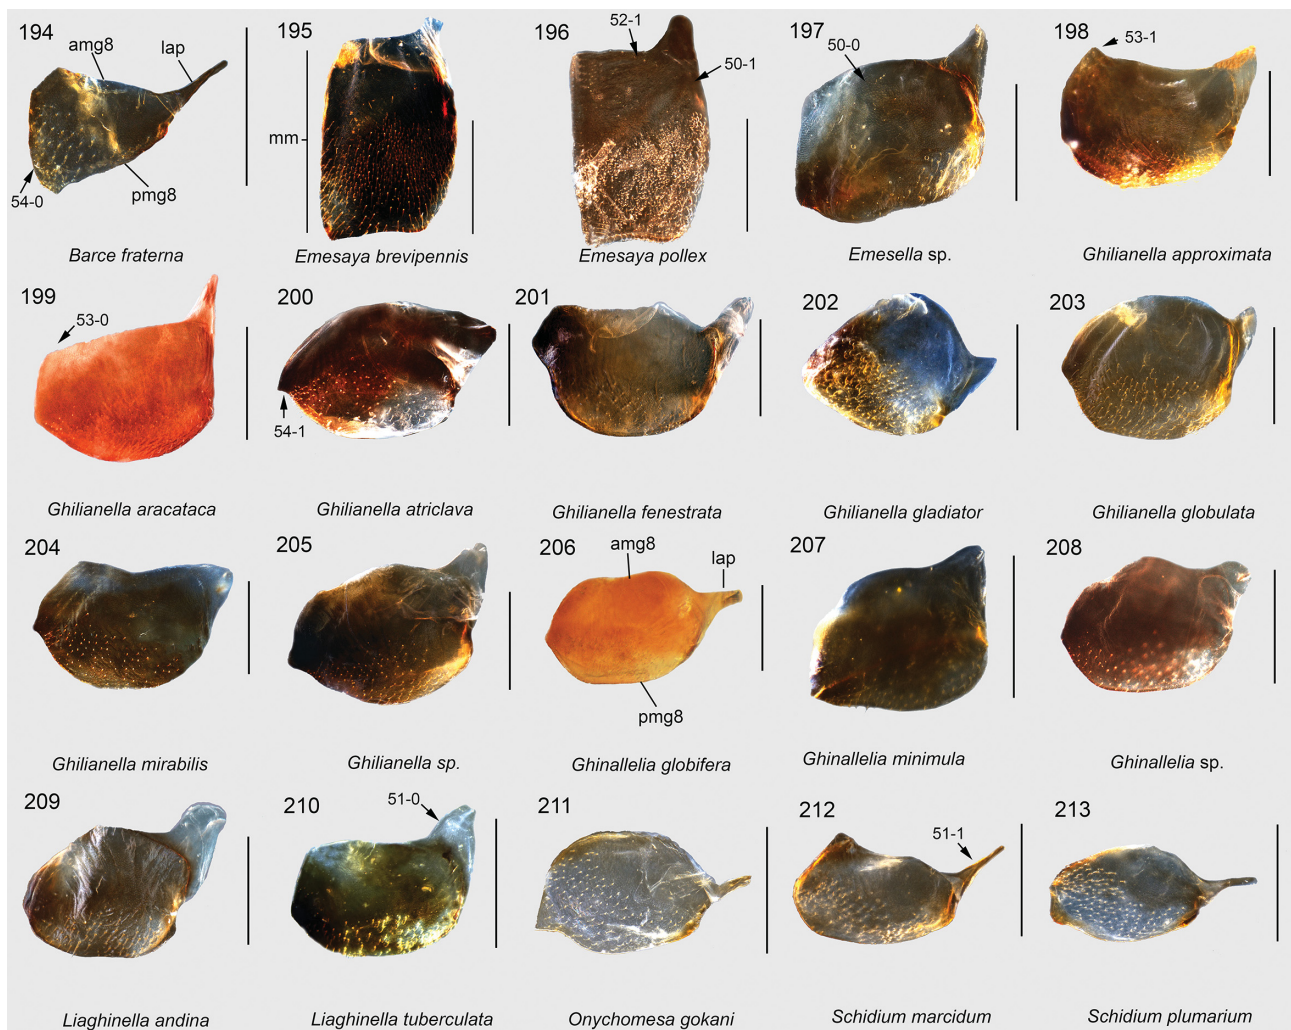 194
amg8
lap
54-0
pmg8
Barce fraterna
195
mm
Emesaya brevipennis
196
52-1
50-1
Emesaya pollex
197
50-0
Emesella sp.
198
53-1
Ghilianella approximata
199
53-0
Ghilianella aracataca
200
54-1
Ghilianella atriclava
201
Ghilianella fenestrata
202
Ghilianella gladiator
203
Ghilianella globulata
204
Ghilianella mirabilis
205
Ghilianella sp.
206
amg8
lap
pmg8
Ghinallelia globifera
207
Ghinallelia minimula
208
Ghinallelia sp.
209
Liaghinella andina
210
51-0
Liaghinella tuberculata
211
Onychomesa gokani
212
51-1
Schidium marcidum
213
Schidium plumarium